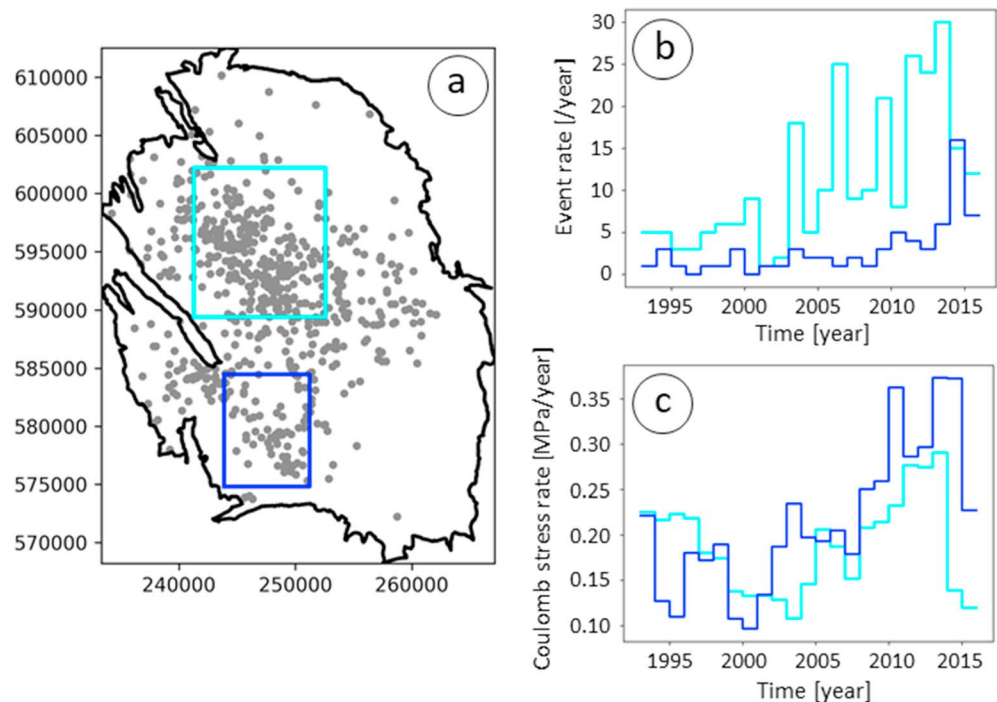 a
610000
605000
600000
595000
590000
585000
580000
575000
570000
240000 250000 260000
b
Event rate [/year]
30
25
20
15
10
5
0
1995 2000 2005 2010 2015
Time [year]
c
Coulomb stress rate [MPa/year]
0.35
0.30
0.25
0.20
0.15
0.10
1995 2000 2005 2010 2015
Time [year]